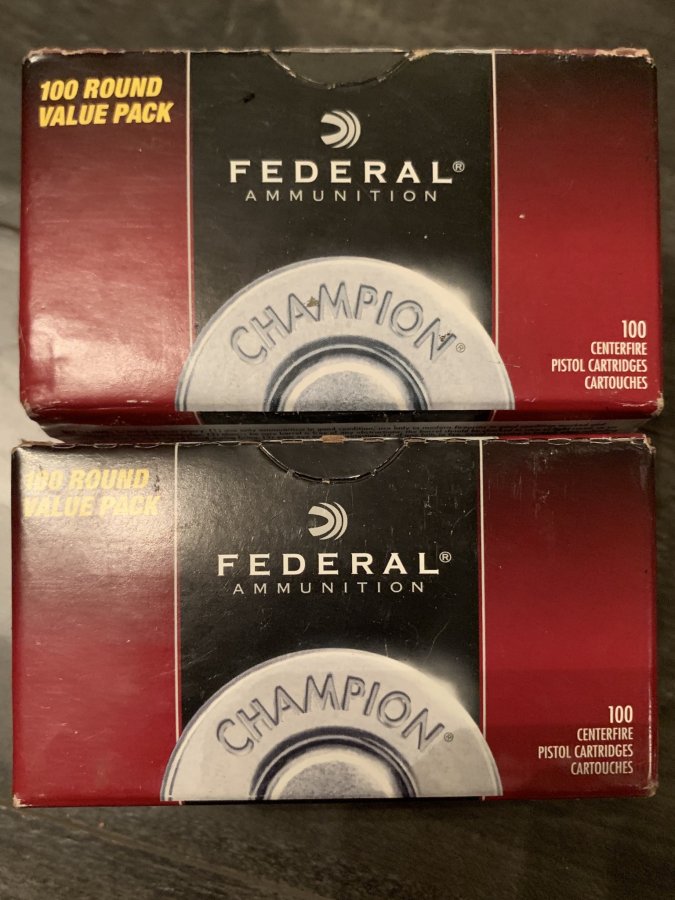 100 ROUND
VALUE PACK
FEDERAL®
AMMUNITION
CHAMPION®
100
CENTERFIRE
PISTOL CARTRIDGES
CARTOUCHES
100 ROUND
VALUE PACK
FEDERAL®
AMMUNITION
CHAMPION®
100
CENTERFIRE
PISTOL CARTRIDGES
CARTOUCHES